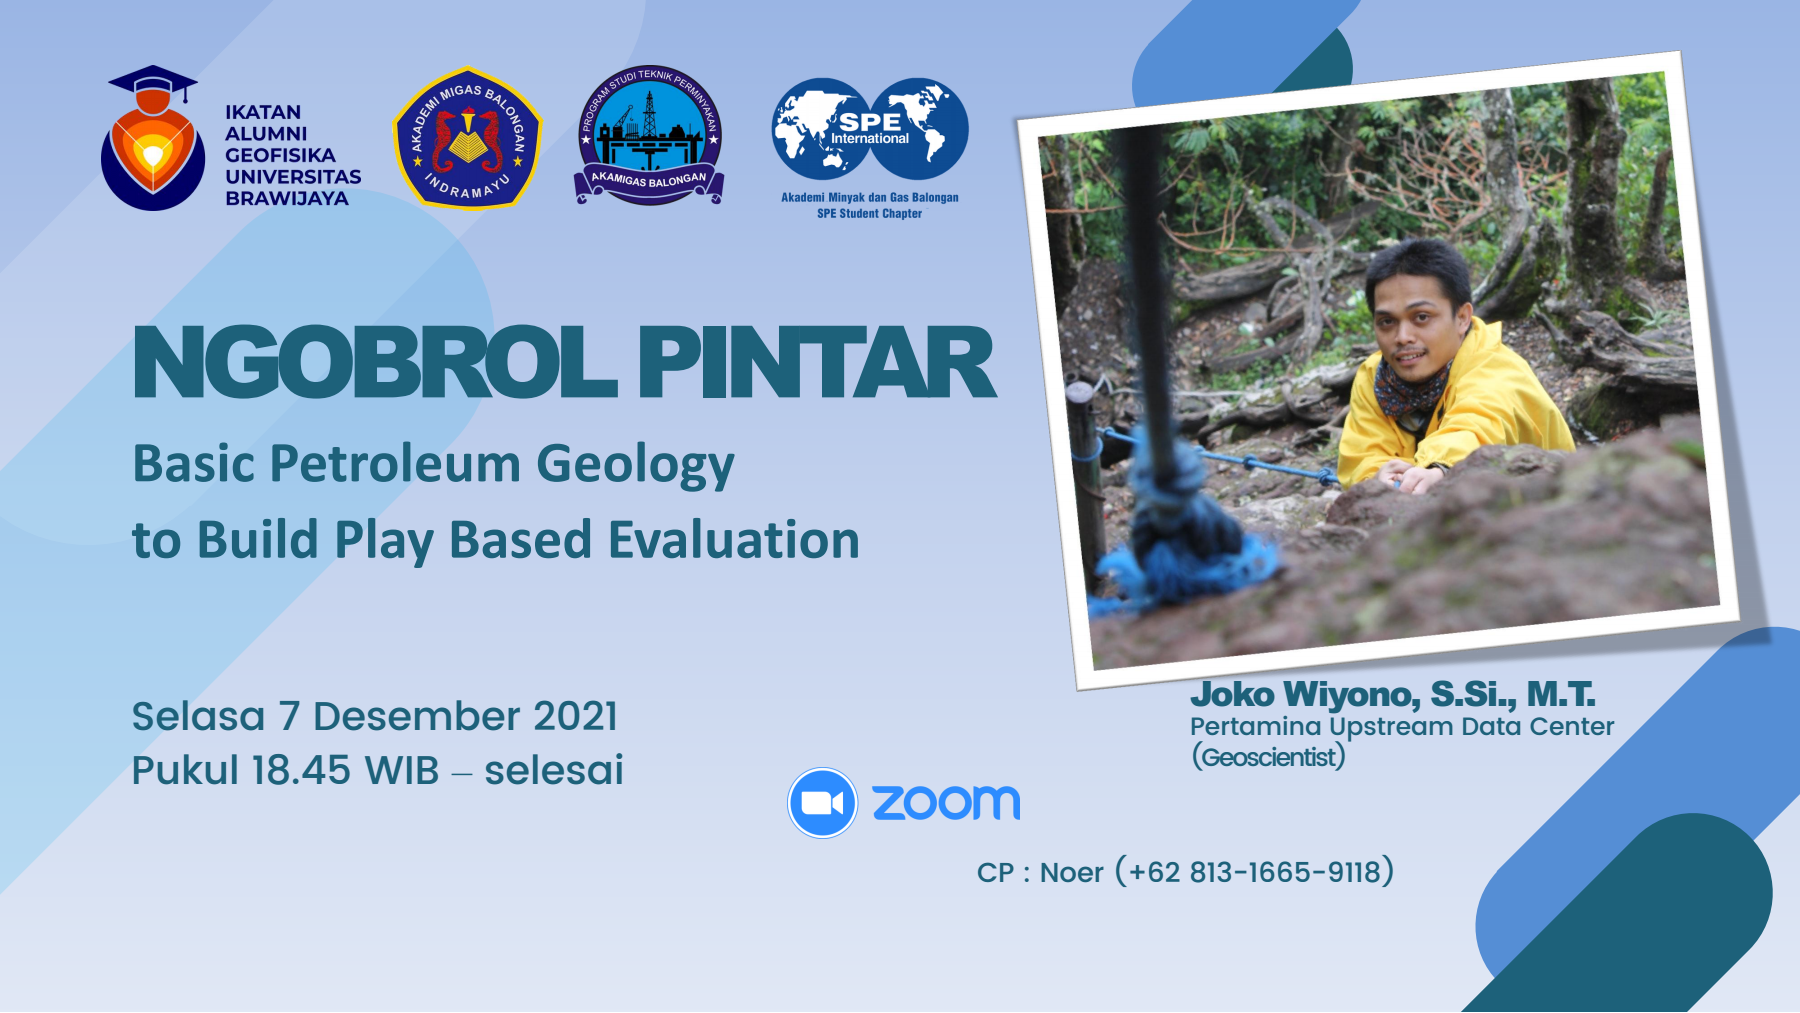 IKATAN
ALUMNI
GEOFISIKA
UNIVERSITAS
BRAWIJAYA
AKADEMI MIGAS BALONGAN
INDRAMAYU
PROGRAM STUDI TEKNIK PERMINYAKAN
AKAMIGAS BALONGAN
SPE
International
Akademi Minyak dan Gas Balongan
SPE Student Chapter
NGOBROL PINTAR
Basic Petroleum Geology
to Build Play Based Evaluation
Selasa 7 Desember 2021
Pukul 18.45 WIB – selesai
Joko Wiyono, S.Si., M.T.
Pertamina Upstream Data Center
(Geoscientist)
zoom
CP : Noer (+62 813-1665-9118)